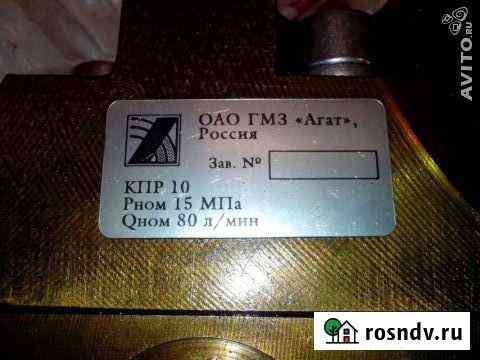 AVITO.ru
ОАО ГМЗ «Агат»,
Россия
Зав. №
КПР 10
Рном 15 МПа
Qном 80 л/мин
rosndv.ru